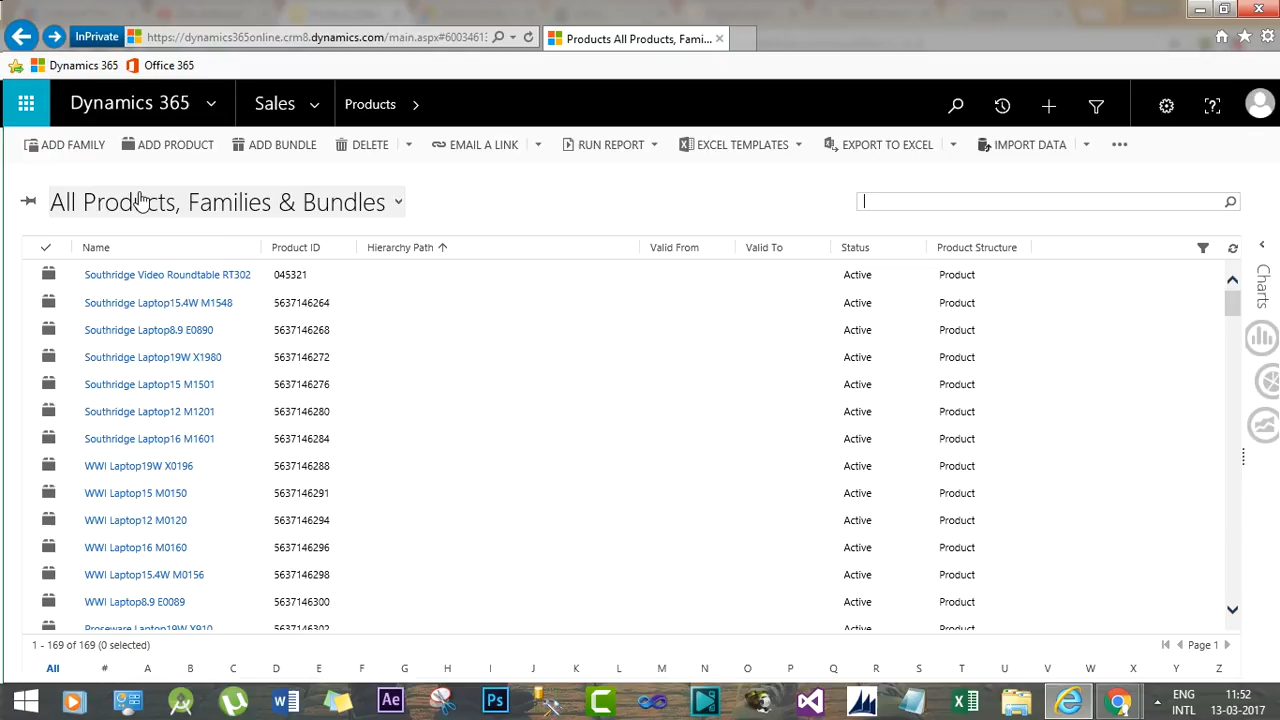 InPrivate https://dynamics365online.crm8.dynamics.com/main.aspx#6003461: Products All Products, Fami...
Dynamics 365 Office 365
Dynamics 365 Sales Products
ADD FAMILY ADD PRODUCT ADD BUNDLE DELETE EMAIL A LINK RUN REPORT EXCEL TEMPLATES EXPORT TO EXCEL IMPORT DATA
All Products, Families & Bundles
Name Product ID Hierarchy Path Valid From Valid To Status Product Structure
Southridge Video Roundtable RT302 045321 Active Product
Southridge Laptop15.4W M1548 5637146264 Active Product
Southridge Laptop8.9 E0890 5637146268 Active Product
Southridge Laptop19W X1980 5637146272 Active Product
Southridge Laptop15 M1501 5637146276 Active Product
Southridge Laptop12 M1201 5637146280 Active Product
Southridge Laptop16 M1601 5637146284 Active Product
WWI Laptop19W X0196 5637146288 Active Product
WWI Laptop15 M0150 5637146291 Active Product
WWI Laptop12 M0120 5637146294 Active Product
WWI Laptop16 M0160 5637146296 Active Product
WWI Laptop15.4W M0156 5637146298 Active Product
WWI Laptop8.9 E0089 5637146300 Active Product
Proseware Laptop19W X910 5637146302 Active Product
Charts
1 - 169 of 169 (0 selected) Page 1
All # A B C D E F G H I J K L M N O P Q R S T U V W X Y Z
Ae Ps
ENG 11:52
INTL 13-03-2017